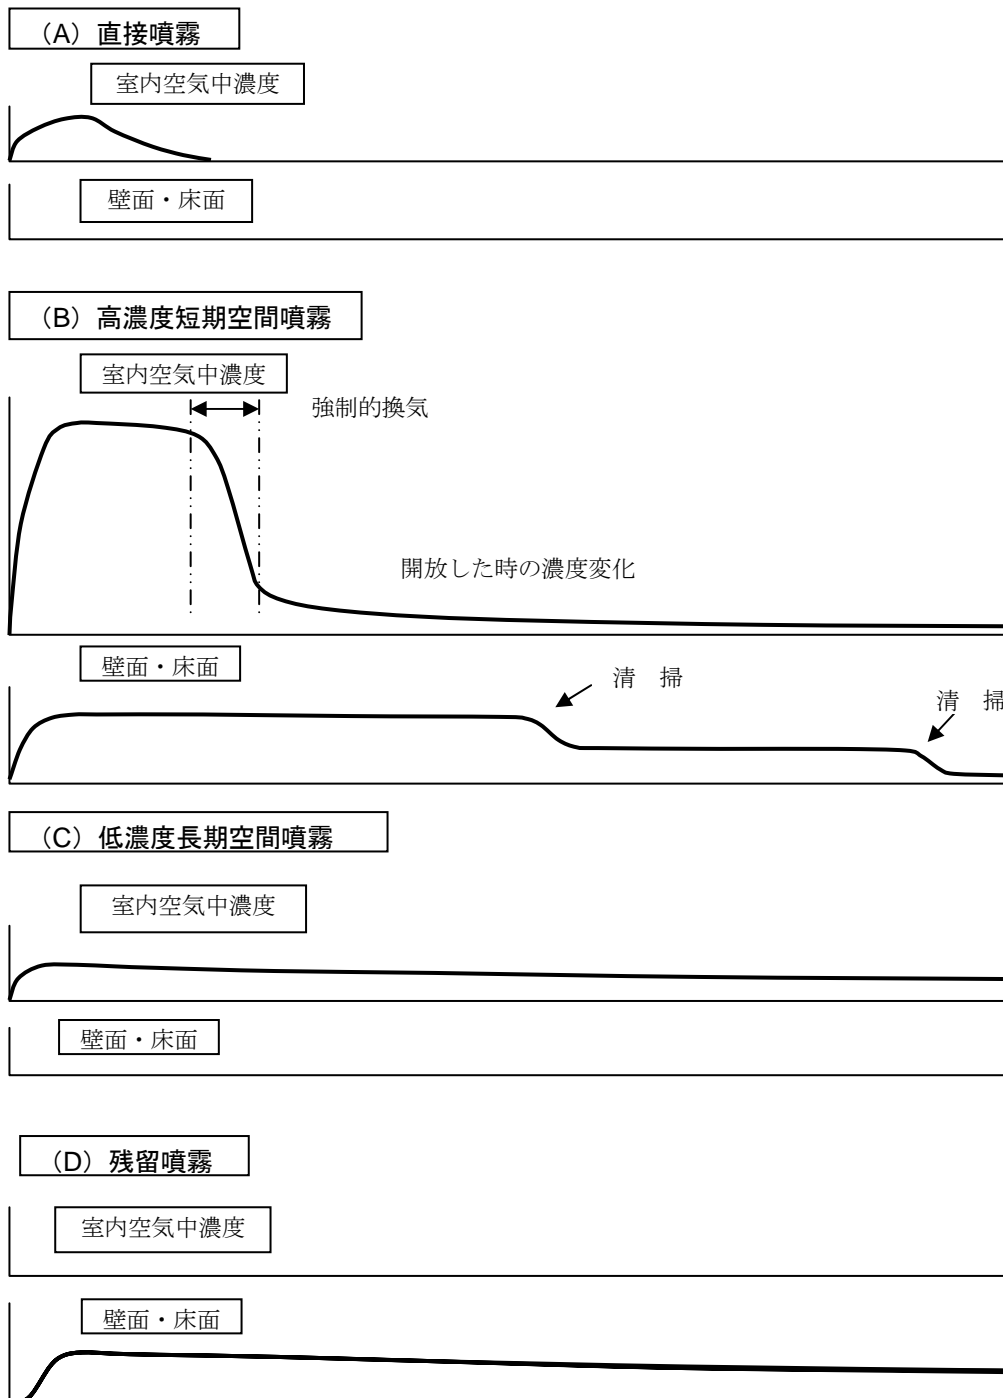 （A）直接噴霧
室内空気中濃度
壁面・床面
（B）高濃度短期空間噴霧
室内空気中濃度
強制的換気
開放した時の濃度変化
壁面・床面
清　掃
清　掃
（C）低濃度長期空間噴霧
室内空気中濃度
壁面・床面
（D）残留噴霧
室内空気中濃度
壁面・床面